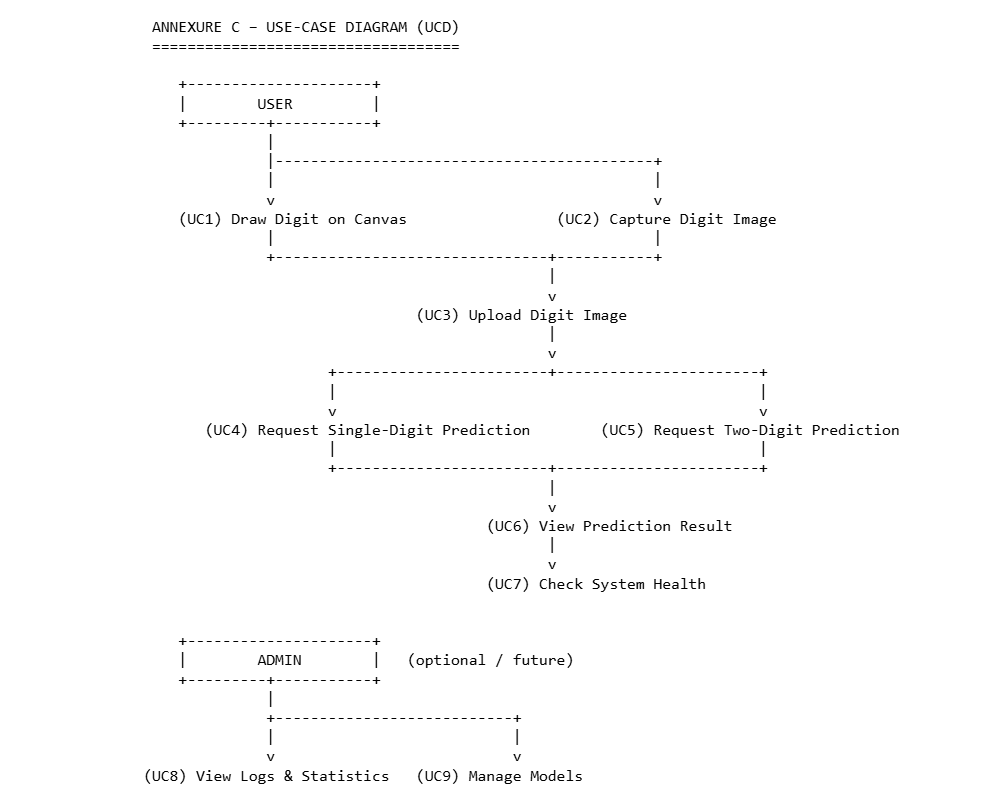 ANNEXURE C – USE-CASE DIAGRAM (UCD)
USER
(UC1) Draw Digit on Canvas (UC2) Capture Digit Image
(UC3) Upload Digit Image
(UC4) Request Single-Digit Prediction (UC5) Request Two-Digit Prediction
(UC6) View Prediction Result
(UC7) Check System Health
ADMIN (optional / future)
(UC8) View Logs & Statistics (UC9) Manage Models